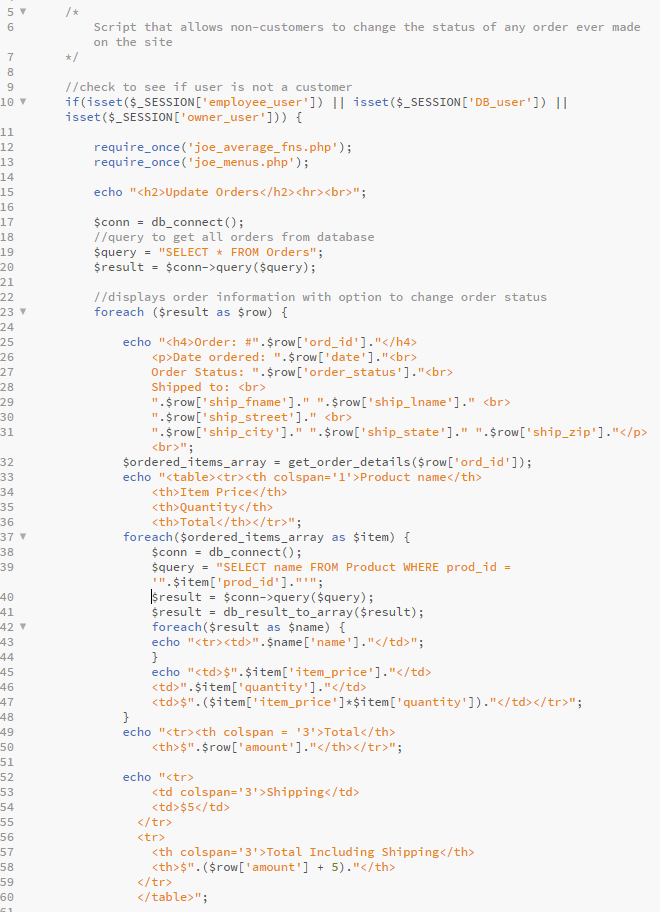 5 /*
6 Script that allows non-customers to change the status of any order ever made
on the site
7 */
8
9 //check to see if user is not a customer
10 if(isset($_SESSION['employee_user']) || isset($_SESSION['DB_user']) ||
isset($_SESSION['owner_user'])) {
11
12 require_once('joe_average_fns.php');
13 require_once('joe_menus.php');
14
15 echo "<h2>Update Orders</h2><hr><br>";
16
17 $conn = db_connect();
18 //query to get all orders from database
19 $query = "SELECT * FROM Orders";
20 $result = $conn->query($query);
21
22 //displays order information with option to change order status
23 foreach ($result as $row) {
24
25 echo "<h4>Order: #".$row['ord_id']."</h4>
26 <p>Date ordered: ".$row['date']."<br>
27 Order Status: ".$row['order_status']."<br>
28 Shipped to: <br>
29 ".$row['ship_fname']." ".$row['ship_lname']." <br>
30 ".$row['ship_street']." <br>
31 ".$row['ship_city']." ".$row['ship_state']." ".$row['ship_zip']."</p>
<br>";
32 $ordered_items_array = get_order_details($row['ord_id']);
33 echo "<table><tr><th colspan='1'>Product name</th>
34 <th>Item Price</th>
35 <th>Quantity</th>
36 <th>Total</th></tr>";
37 foreach($ordered_items_array as $item) {
38 $conn = db_connect();
39 $query = "SELECT name FROM Product WHERE prod_id =
'".$item['prod_id']."'";
40 $result = $conn->query($query);
41 $result = db_result_to_array($result);
42 foreach($result as $name) {
43 echo "<tr><td>".$name['name']."</td>";
44 }
45 echo "<td>$".$item['item_price']."</td>
46 <td>".$item['quantity']."</td>
47 <td>$".($item['item_price']*$item['quantity'])."</td></tr>";
48 }
49 echo "<tr><th colspan = '3'>Total</th>
50 <th>$".$row['amount']."</th></tr>";
51
52 echo "<tr>
53 <td colspan='3'>Shipping</td>
54 <td>$5</td>
55 </tr>
56 <tr>
57 <th colspan='3'>Total Including Shipping</th>
58 <th>$".($row['amount'] + 5)."</th>
59 </tr>
60 </table>";